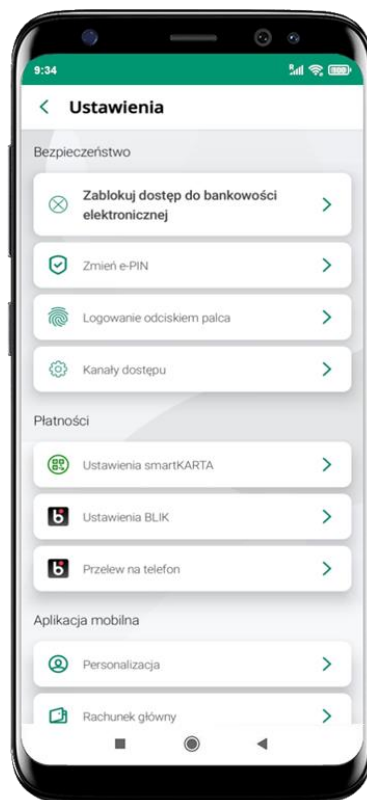 9:34
Ustawienia
Bezpieczeństwo
Zablokuj dostęp do bankowości
elektronicznej
Zmień e-PIN
Logowanie odciskiem palca
Kanały dostępu
Płatności
Ustawienia smartKARTA
Ustawienia BLIK
Przelew na telefon
Aplikacja mobilna
Personalizacja
Rachunek główny